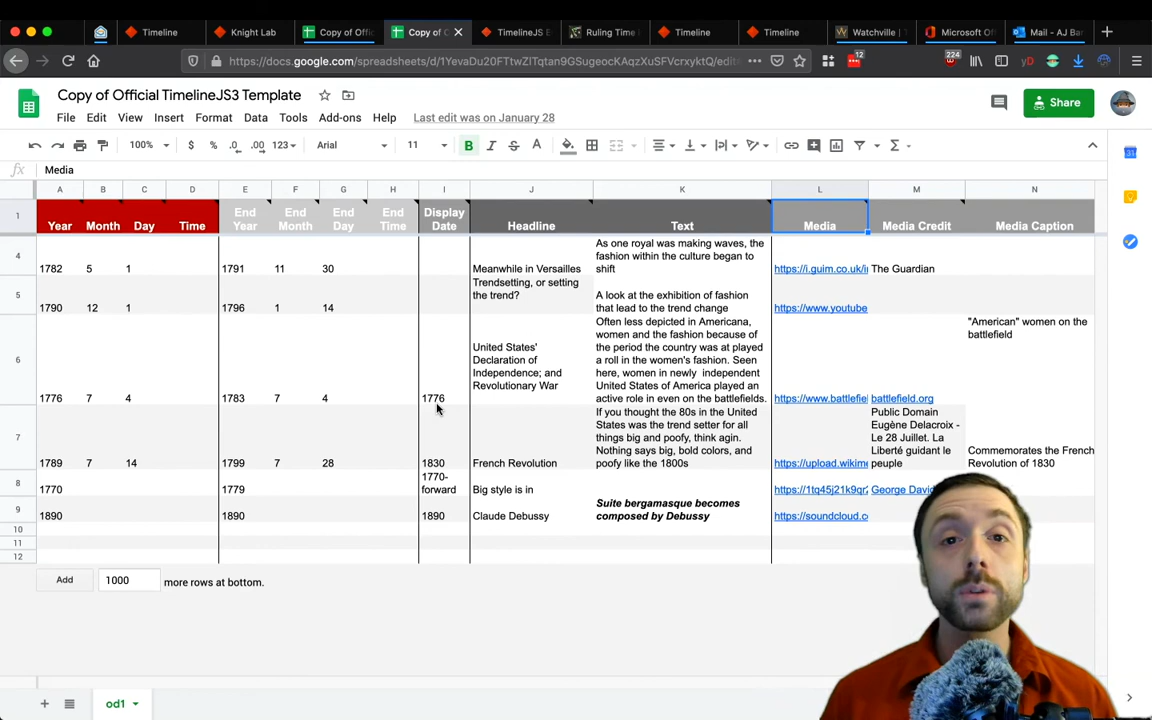 Timeline
Knight Lab
Copy of Offic
Copy of O
TimelineJS
Ruling Time
Timeline
Timeline
Watchville |
Microsoft Of
Mail - AJ Bar
https://docs.google.com/spreadsheets/d/1YevaDu20FTtwZlTqtan9GSugeocKAqzXuSFVcrxyktQ/edit
12
224
yD
Copy of Official TimelineJS3 Template
File Edit View Insert Format Data Tools Add-ons Help Last edit was on January 28
Share
100% $ % .0 .00 123 Arial 11 B I S A
fx Media
A B C D E F G H I J K L M N
1 Year Month Day Time End Year End Month End Day End Time Display Date Headline Text Media Media Credit Media Caption
4 1782 5 1 1791 11 30 Meanwhile in Versailles
As one royal was making waves, the
fashion within the culture began to
shift
https://i.guim.co.uk/i The Guardian
5 1790 12 1 1796 1 14
Trendsetting, or setting
the trend?
A look at the exhibition of fashion
that lead to the trend change
https://www.youtube
6 1776 7 4 1783 7 4 1776
United States'
Declaration of
Independence; and
Revolutionary War
Often less depicted in Americana,
women and the fashion because of
the period the country was at played
a roll in the women's fashion. Seen
here, women in newly independent
United States of America played an
active role in even on the battlefields.
https://www.battlefie battlefield.org
"American" women on the
battlefield
7 1789 7 14 1799 7 28 1830 French Revolution
If you thought the 80s in the United
States was the trend setter for all
things big and poofy, think agin.
Nothing says big, bold colors, and
poofy like the 1800s
https://upload.wikime
Public Domain
Eugène Delacroix -
Le 28 Juillet. La
Liberté guidant le
peuple
Commemorates the French
Revolution of 1830
8 1770 1779
1770-
forward
Big style is in
https://1tq45j21k9qr George David
9 1890 1890 1890 Claude Debussy
Suite bergamasque becomes
composed by Debussy
https://soundcloud.c
10
11
12
Add 1000 more rows at bottom.
od1